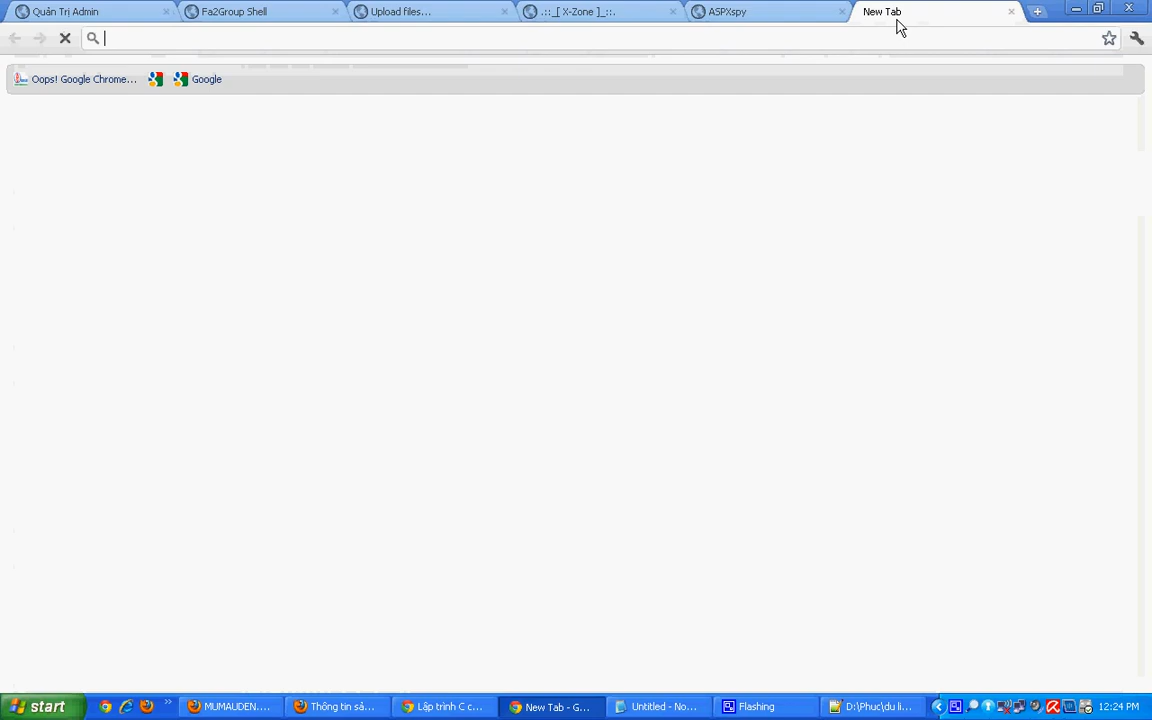 Quản Trị Admin
Fa2Group Shell
Upload files...
.::_[ X-Zone ]_::.
ASPXspy
New Tab
Oops! Google Chrome...
Google
start
MUMAUDEN....
Thông tin sả...
Lập trình C c...
New Tab - G...
Untitled - No...
Flashing
D:\Phuc\du li...
12:24 PM